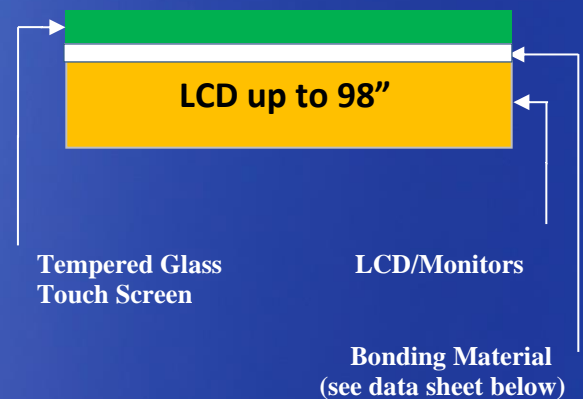 LCD up to 98”
Tempered Glass
Touch Screen
LCD/Monitors
Bonding Material
(see data sheet below)